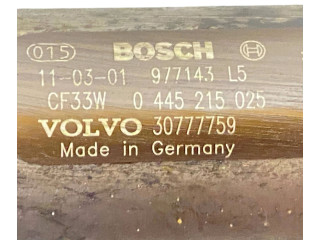 015 BOSCH
11-03-01 977143 L5
CF33W 0 445 215 025
VOLVO 30777759
Made in Germany